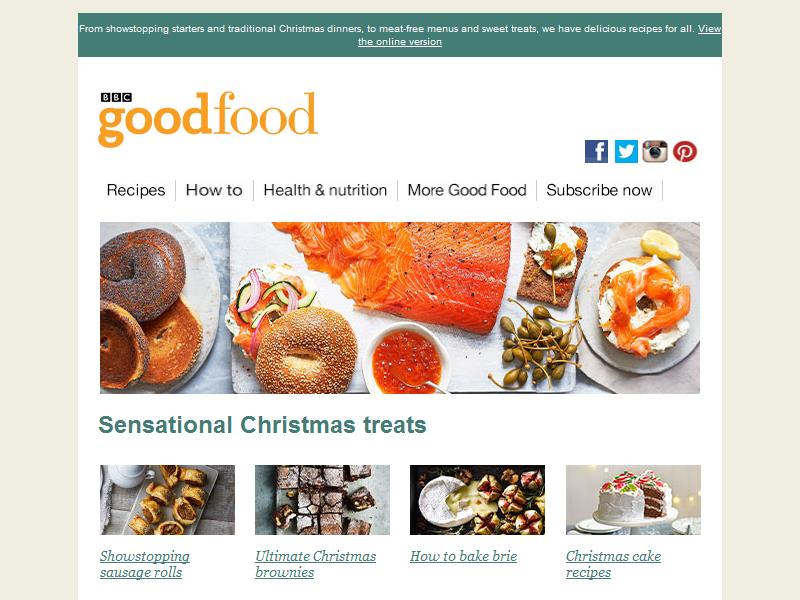 From showstopping starters and traditional Christmas dinners, to meat-free menus and sweet treats, we have delicious recipes for all. View
the online version
BBC
goodfood
Recipes
How to
Health & nutrition
More Good Food
Subscribe now
Sensational Christmas treats
Showstopping
sausage rolls
Ultimate Christmas
brownies
How to bake brie
Christmas cake
recipes